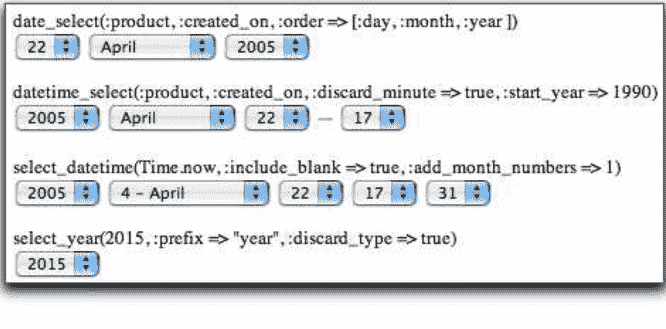 date_select(:product, :created_on, :order => [:day, :month, :year ])
22 April 2005
datetime_select(:product, :created_on, :discard_minute => true, :start_year => 1990)
2005 April 22 — 17
select_datetime(Time.now, :include_blank => true, :add_month_numbers => 1)
2005 4 – April 22 17 31
select_year(2015, :prefix => "year", :discard_type => true)
2015